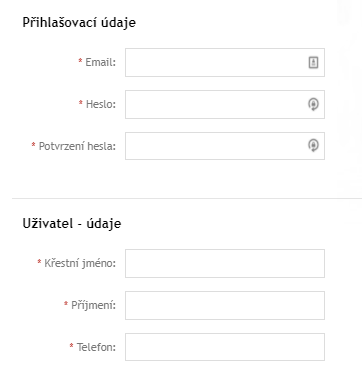 Přihlašovací údaje
* Email:
* Heslo:
* Potvrzení hesla:
Uživatel - údaje
* Křestní jméno:
* Příjmení:
* Telefon: